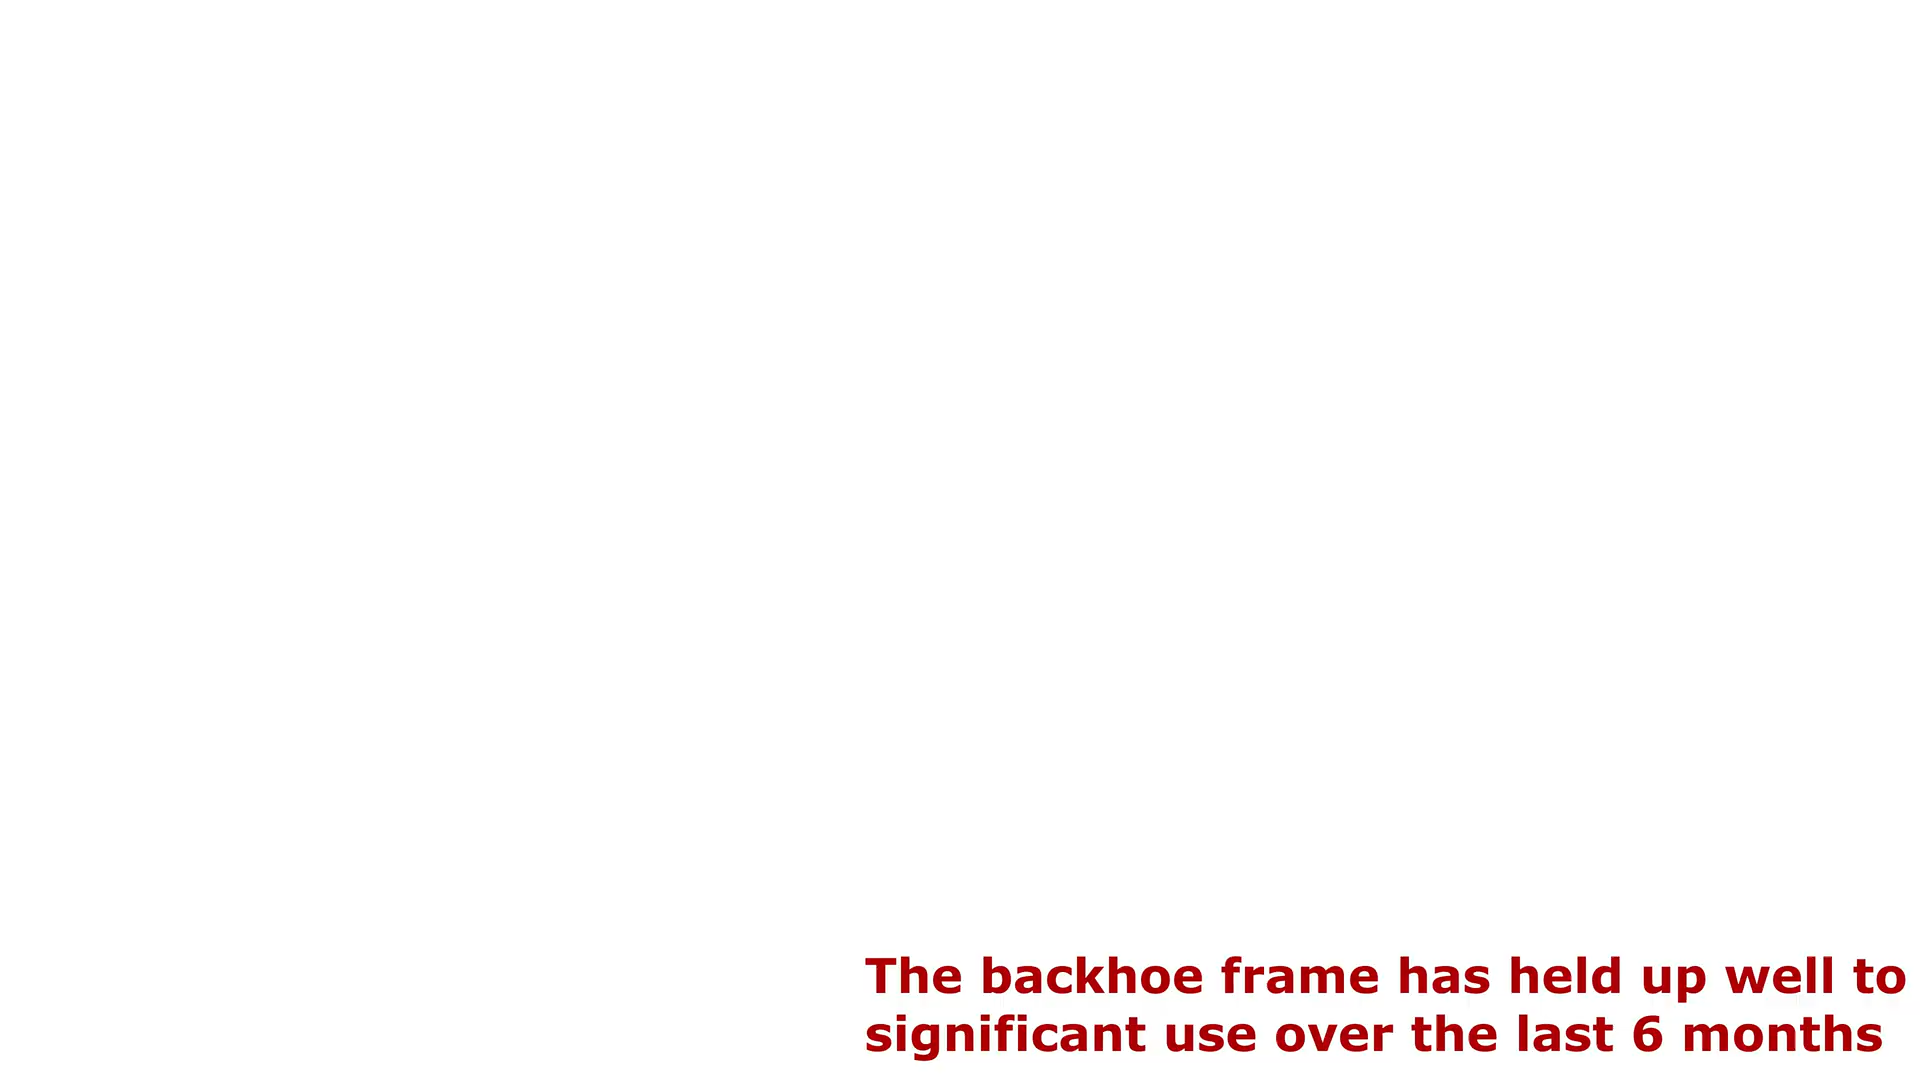 The backhoe frame has held up well to
significant use over the last 6 months